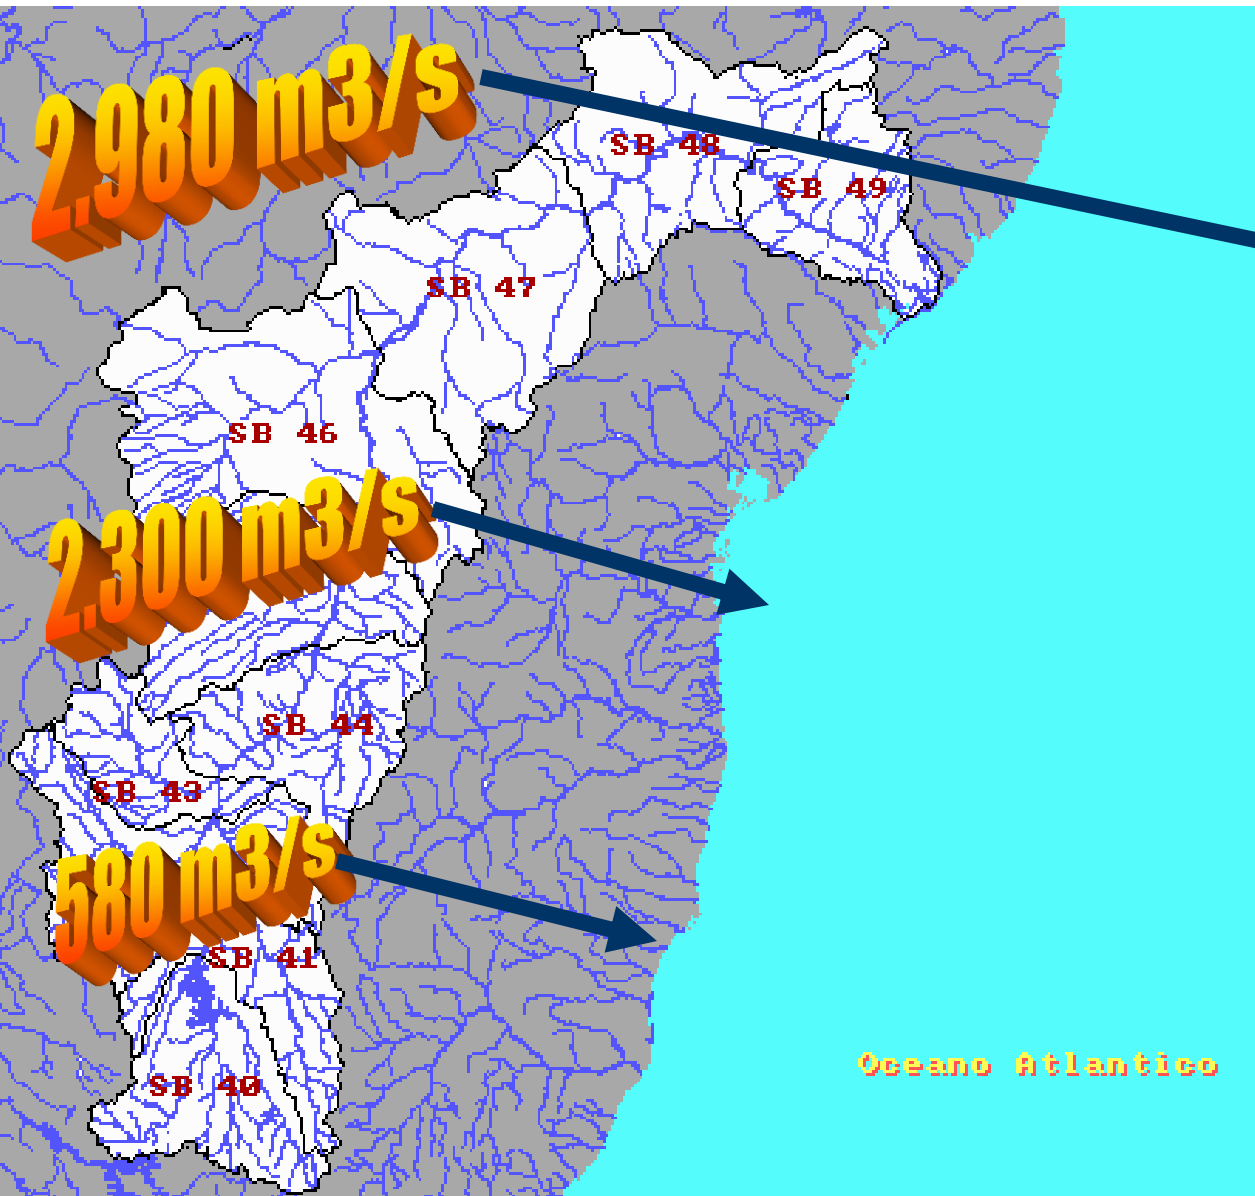 2.980 m3/s
SB 48
SB 49
SB 47
SB 46
2.300 m3/s
SB 44
SB 43
580 m3/s
SB 41
SB 40
Oceano Atlantico